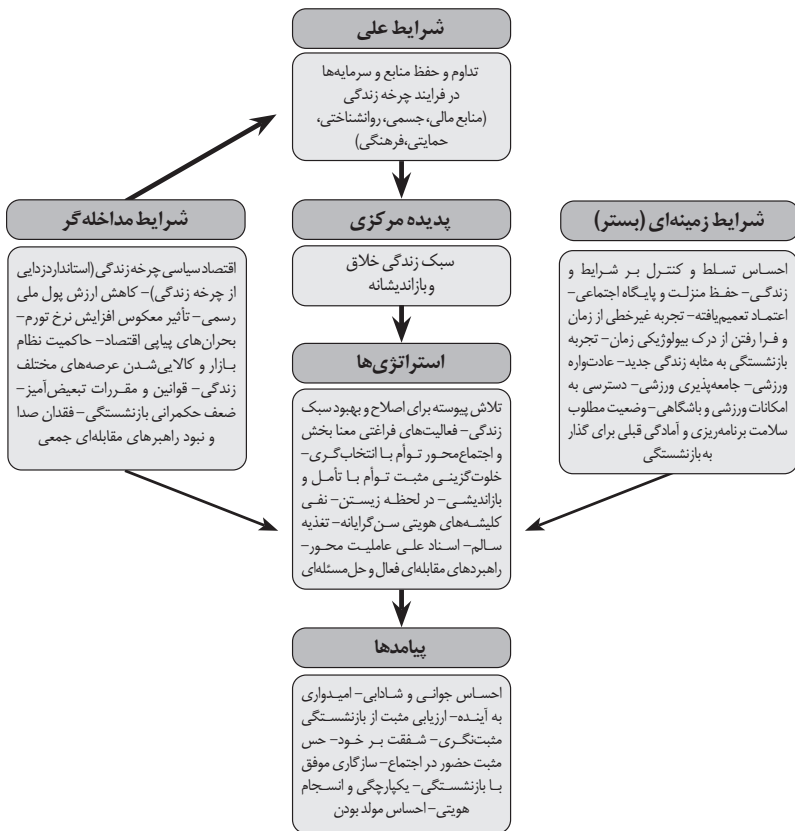 شرایط علی
تداوم و حفظ منابع و سرمایه‌ها
در فرایند چرخه زندگی
(منابع مالی، جسمی، روانشناختی،
حمایتی،فرهنگی)
پدیده مرکزی
سبک زندگی خلاق
و بازاندیشانه
شرایط زمینه‌ای (بستر)
احساس تسلط و کنترل بر شرایط و
زندگی– حفظ منزلت و پایگاه اجتماعی–
اعتماد تعمیم‌یافته– تجربه غیرخطی از زمان
و فرا رفتن از درک بیولوژیکی زمان– تجربه
بازنشستگی به مثابه زندگی جدید– عادت‌واره
ورزشی– جامعه‌پذیری ورزشی– دسترسی به
امکانات ورزشی و باشگاهی– وضعیت مطلوب
سلامت برنامه‌ریزی و آمادگی قبلی برای گذار
به بازنشستگی
شرایط مداخله‌گر
اقتصاد سیاسی چرخه زندگی (استانداردزدایی
از چرخه زندگی)– کاهش ارزش پول ملی
رسمی– تأثیر معکوس افزایش نرخ تورم–
بحران‌های پیاپی اقتصاد– حاکمیت نظام
بازار و کالایی‌شدن عرصه‌های مختلف
زندگی– قوانین و مقررات تبعیض‌آمیز–
ضعف حکمرانی بازنشستگی– فقدان صدا
و نبود راهبرهای مقابله‌ای جمعی
استراتژی‌ها
تلاش پیوسته برای اصلاح و بهبود سبک
زندگی– فعالیت‌های فراغتی معنا بخش
و اجتماع‌محور توأم با انتخاب‌گری–
خلوت‌گزینی مثبت توأم با تأمل و
بازاندیشی– در لحظه زیستن– نفی
کلیشه‌های هویتی سن‌گرایانه– تغذیه
سالم– اسناد علی عاملیت محور–
راهبردهای مقابله‌ای فعال و حل‌مسئله‌ای
پیامدها
احساس جوانی و شادابی– امیدواری
به آینده– ارزیابی مثبت از بازنشستگی
مثبت‌نگری– شفقت بر خود– حس
مثبت حضور در اجتماع– سازگاری موفق
با بازنشستگی– یکپارچگی و انسجام
هویتی– احساس مولد بودن